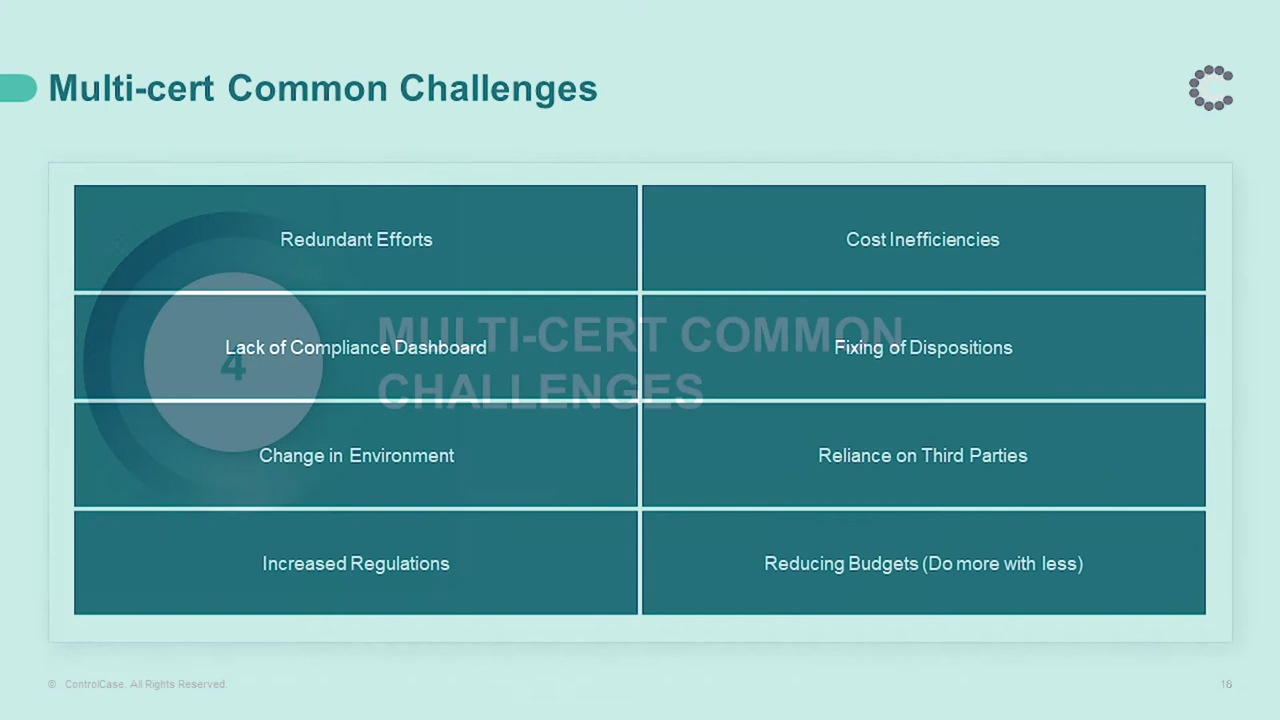 Multi-cert Common Challenges
Redundant Efforts
Cost Inefficiencies
MULTI-CERT COMMON
CHALLENGES
4
Lack of Compliance Dashboard
Fixing of Dispositions
Change in Environment
Reliance on Third Parties
Increased Regulations
Reducing Budgets (Do more with less)
© ControlCase. All Rights Reserved.
18